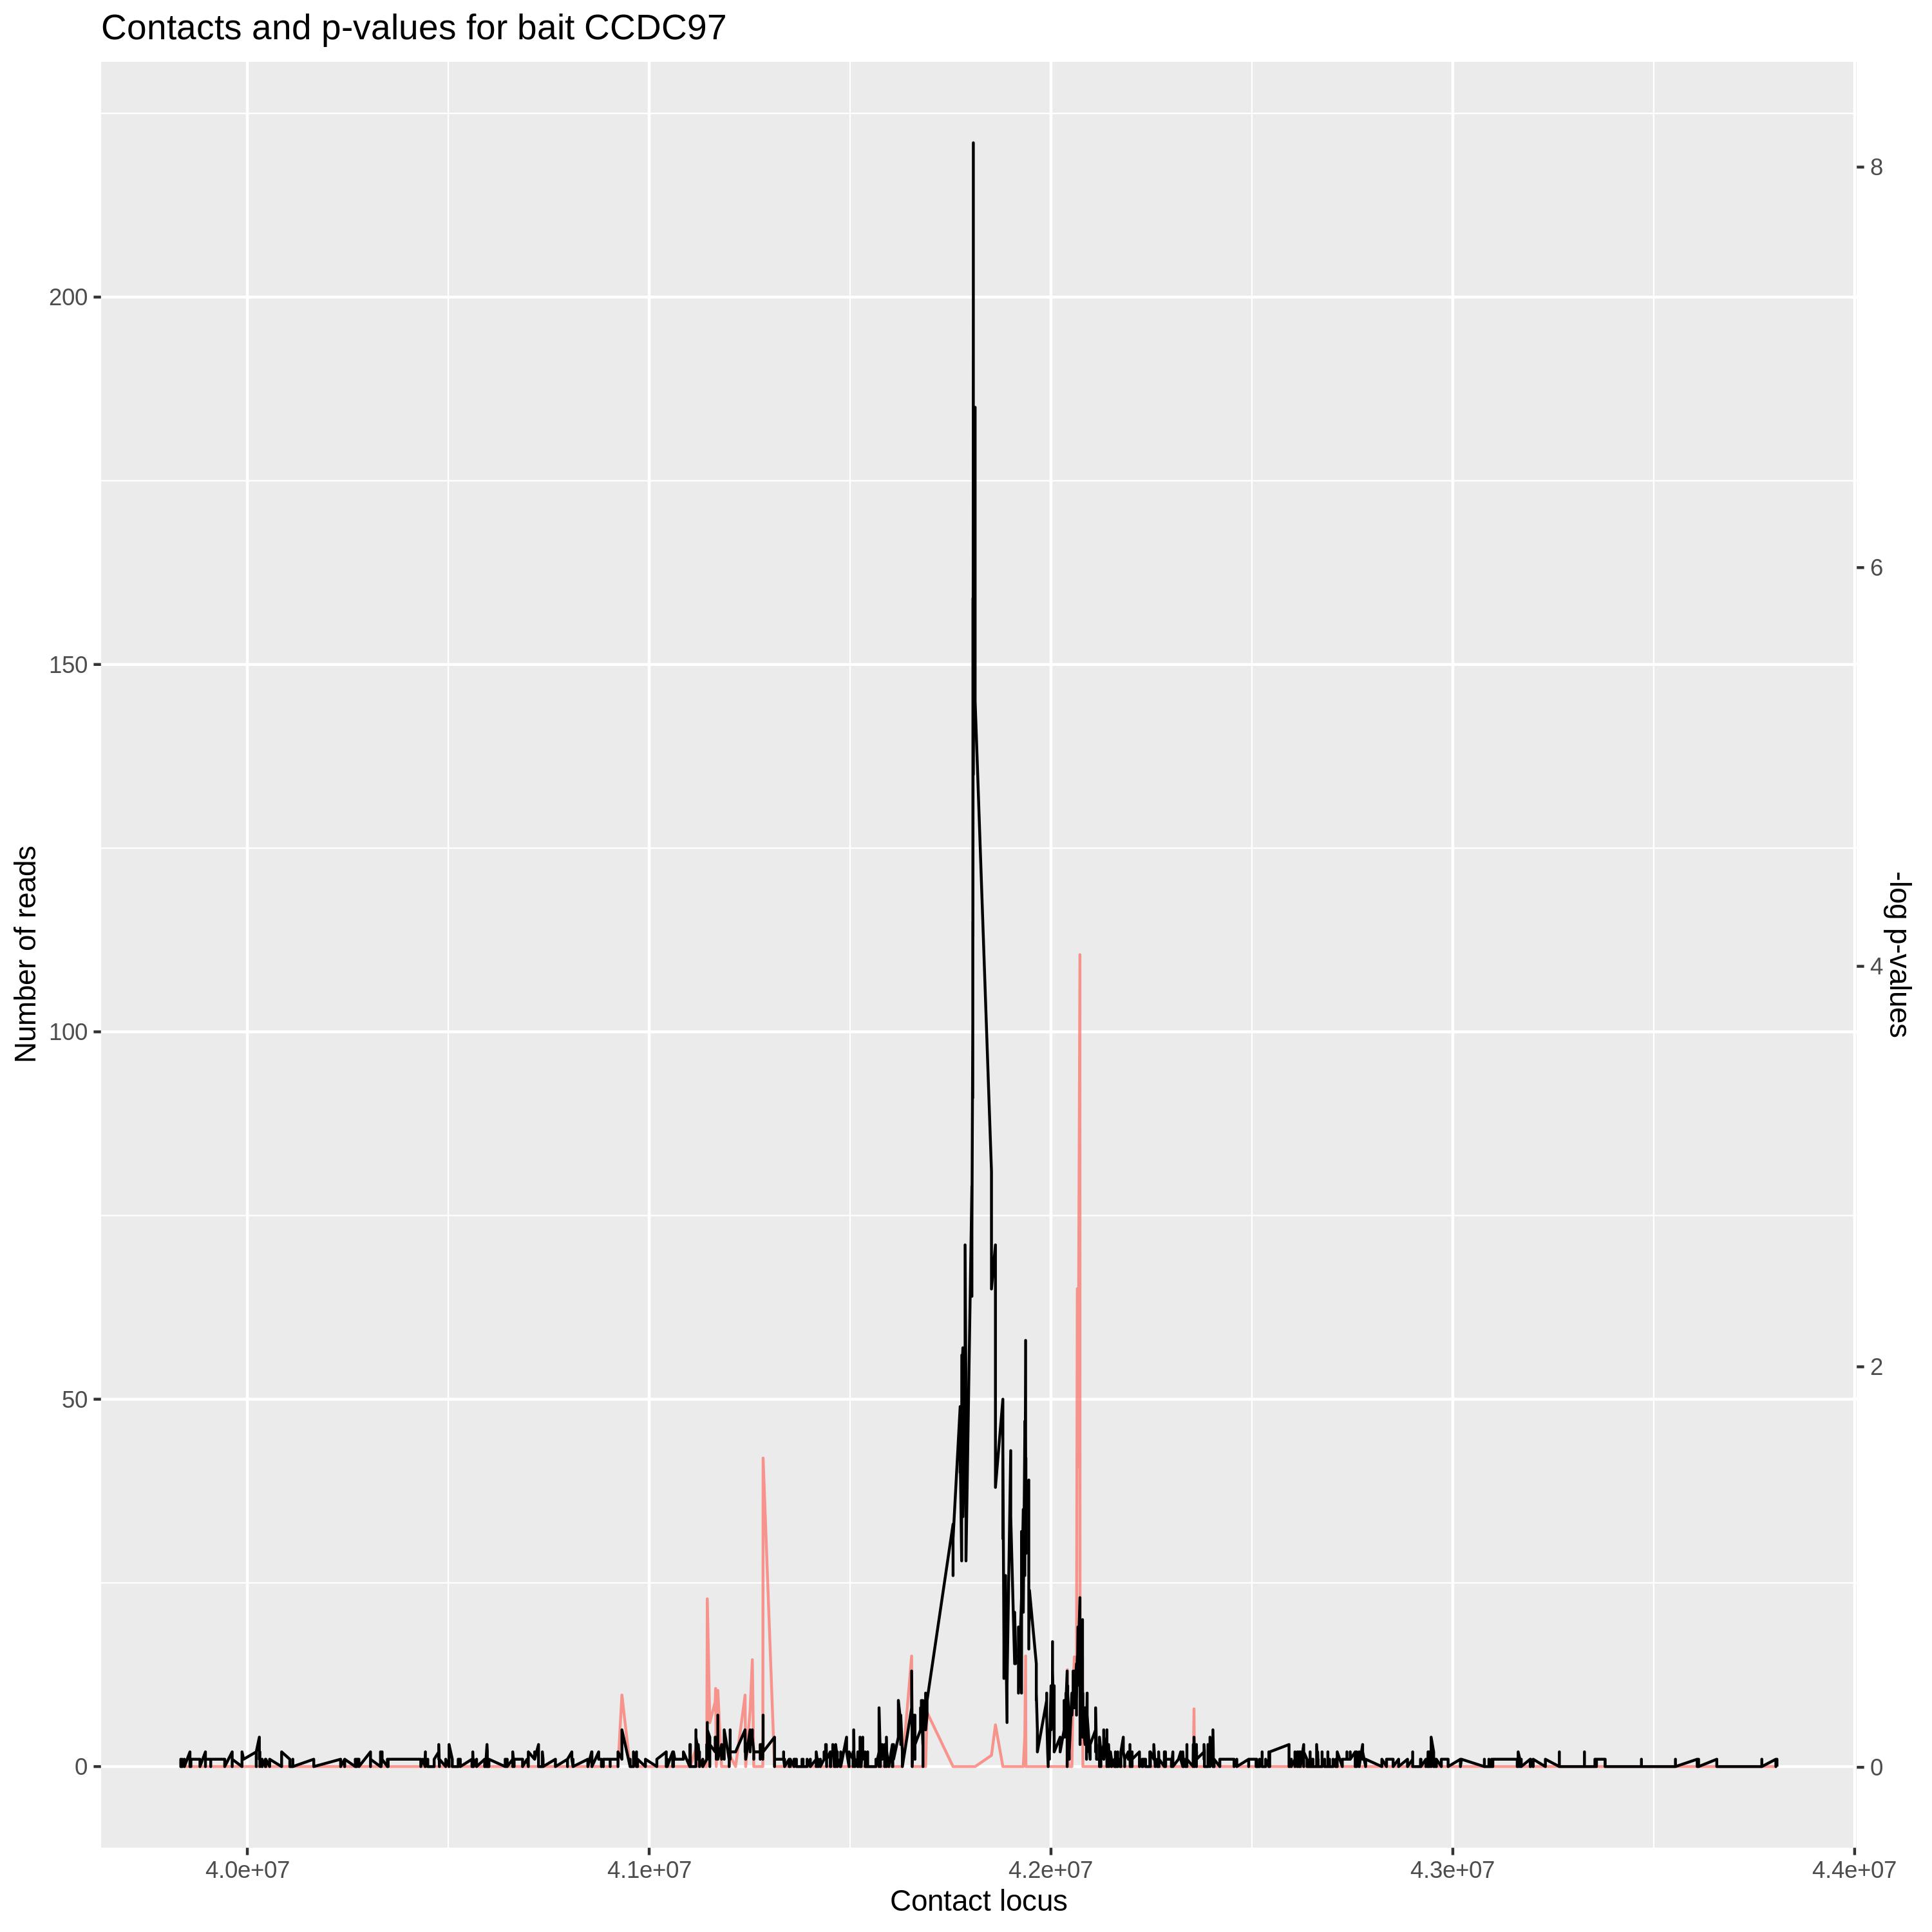 Contacts and p-values for bait CCDC97
Number of reads
200
150
100
50
0
8
6
4
2
0
-log p-values
4.0e+07
4.1e+07
4.2e+07
4.3e+07
4.4e+07
Contact locus